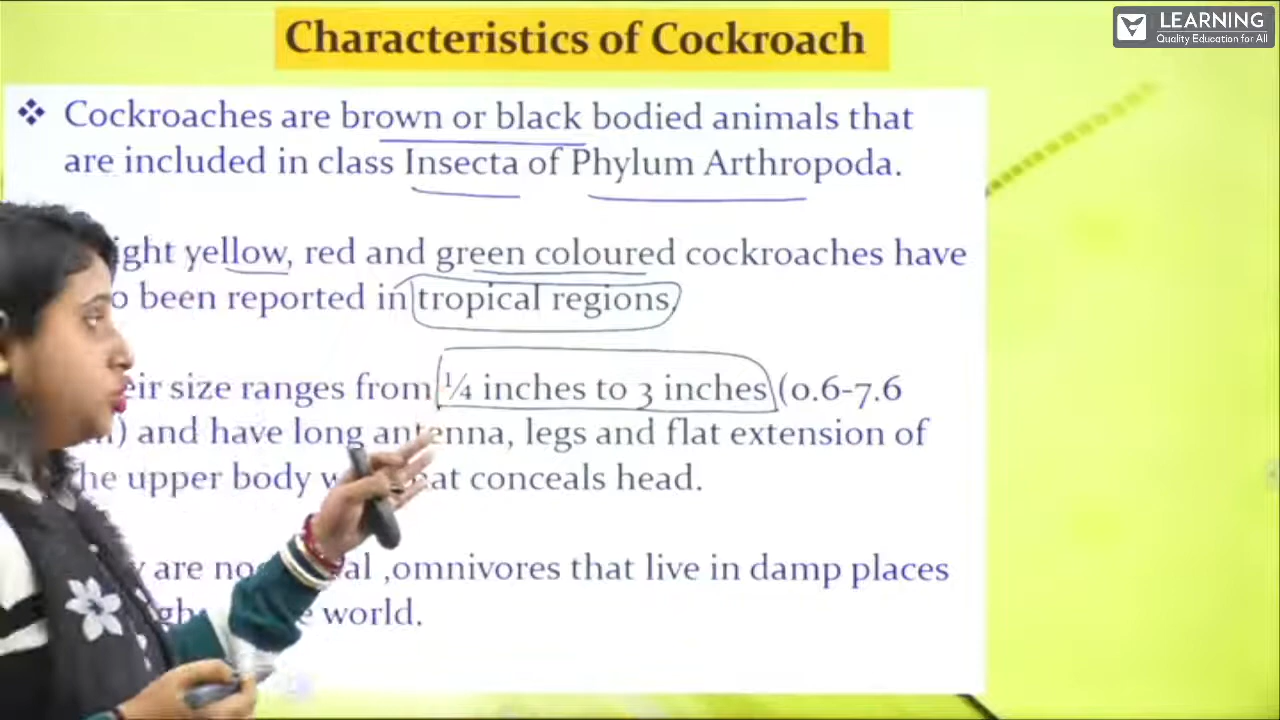 Characteristics of Cockroach
LEARNING
Quality Education for All
❖ Cockroaches are brown or black bodied animals that
are included in class Insecta of Phylum Arthropoda.
ight yellow, red and green coloured cockroaches have
o been reported in tropical regions.
eir size ranges from ¼ inches to 3 inches (0.6-7.6
) and have long antenna, legs and flat extension of
he upper body w at conceals head.
are no al ,omnivores that live in damp places
gh e world.